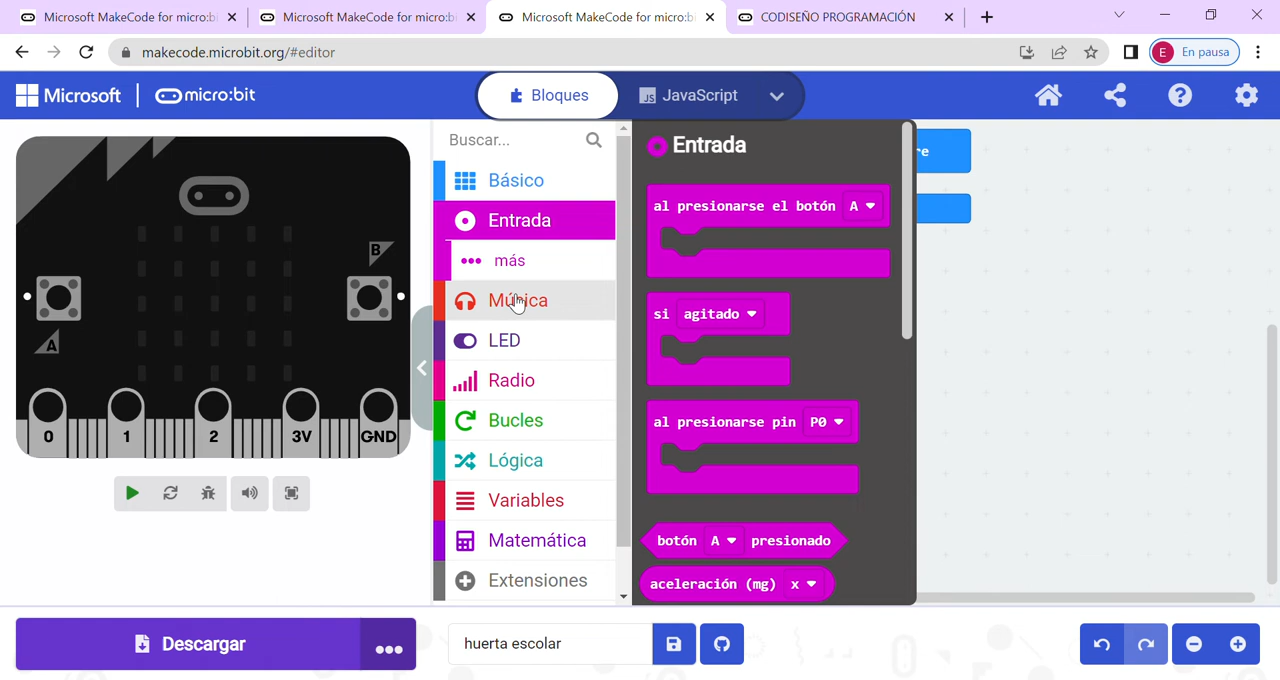 Microsoft MakeCode for micro:bi
Microsoft MakeCode for micro:bi
Microsoft MakeCode for micro:bi
CODISEÑO PROGRAMACIÓN
makecode.microbit.org/#editor
E En pausa
Microsoft
micro:bit
Bloques
JS JavaScript
Buscar...
Básico
Entrada
más
Música
LED
Radio
Bucles
Lógica
Variables
Matemática
Extensiones
Entrada
al presionarse el botón A
si agitado
al presionarse pin P0
botón A presionado
aceleración (mg) x
re
B
A
0 1 2 3V GND
Descargar
huerta escolar